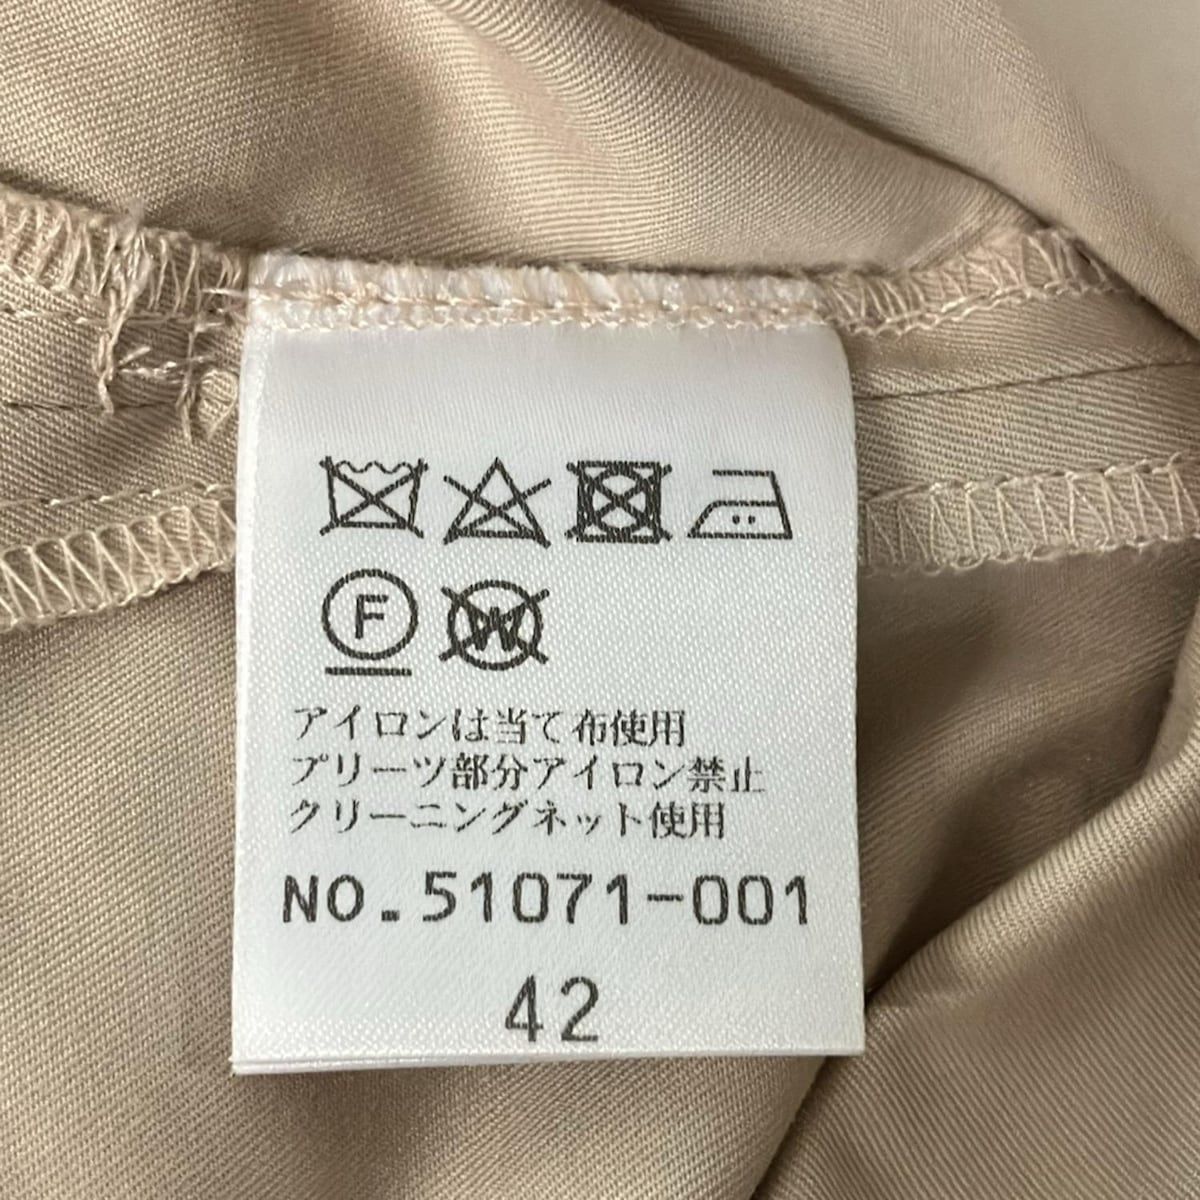 F W
アイロンは当て布使用
プリーツ部分アイロン禁止
クリーニングネット使用
NO.51071-001
42